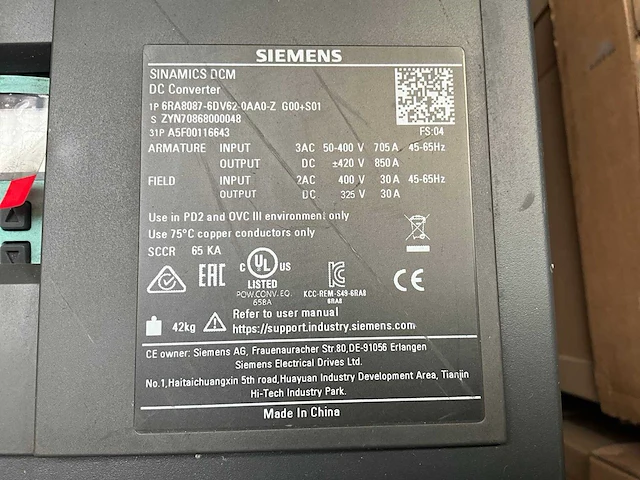 SIEMENS
SINAMICS DCM
DC Converter
1P 6RA8087-6DV62-0AA0-Z G00+S01
S ZYN70868000048
31P A5F00116643
FS:04
ARMATURE INPUT 3AC 50-400 V 705 A 45-65Hz
OUTPUT DC ±420 V 850 A
FIELD INPUT 2AC 400 V 30 A 45-65Hz
OUTPUT DC 325 V 30 A
Use in PD2 and OVC III environment only
Use 75°C copper conductors only
SCCR 65 KA
EAC C UL US CE
LISTED
POW.CONV. EQ. KCC-REM-S49-6RA8
658A 6RA8
Refer to user manual
42kg https://support.industry.siemens.com
CE owner: Siemens AG, Frauenauracher Str.80,DE-91056 Erlangen
Siemens Electrical Drives Ltd.
No.1,Haitaichuangxin 5th road,Huayuan Industry Development Area, Tianjin
Hi-Tech Industry Park.
Made In China